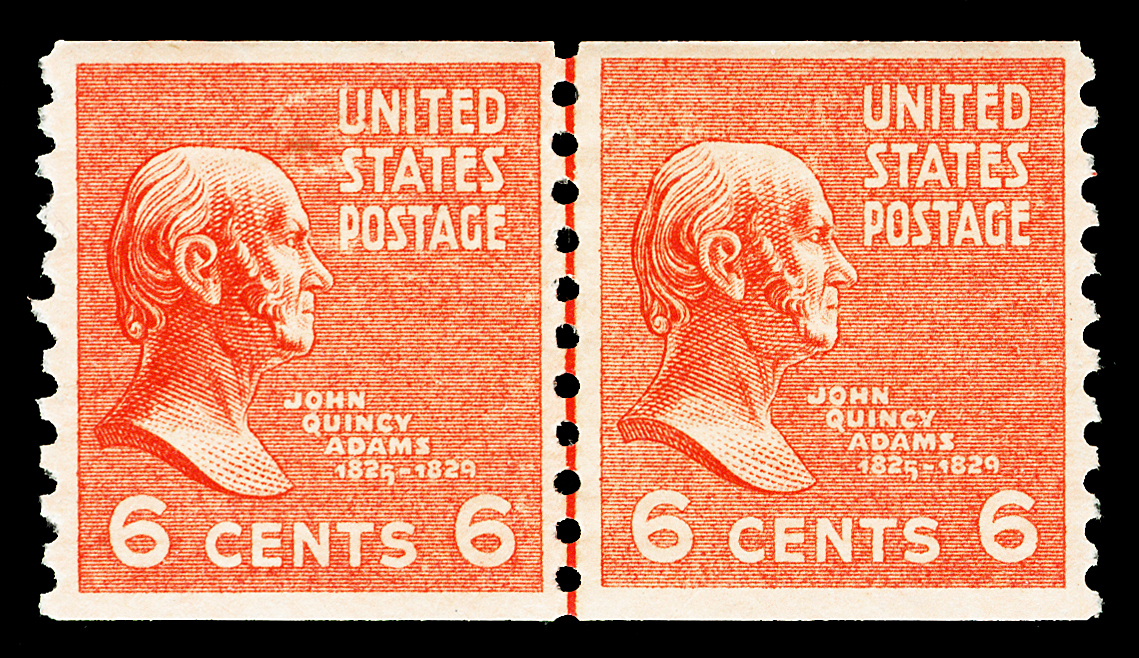 UNITED
STATES
POSTAGE
JOHN
QUINCY
ADAMS
1825-1829
6 CENTS 6
UNITED
STATES
POSTAGE
JOHN
QUINCY
ADAMS
1825-1829
6 CENTS 6